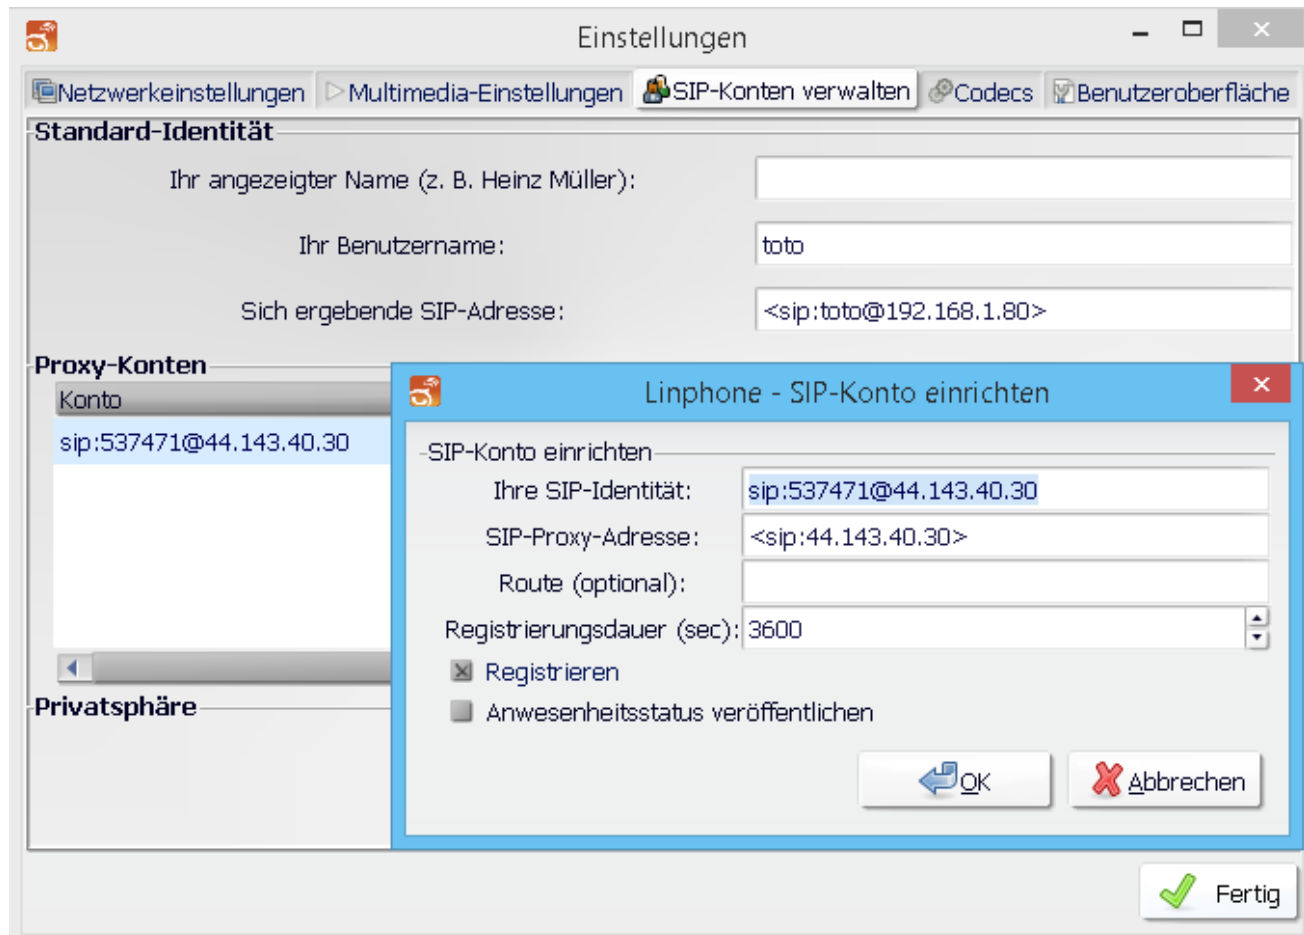 Einstellungen
Netzwerkeinstellungen Multimedia-Einstellungen SIP-Konten verwalten Codecs Benutzeroberfläche
Standard-Identität
Ihr angezeigter Name (z. B. Heinz Müller):
Ihr Benutzername: toto
Sich ergebende SIP-Adresse: <sip:toto@192.168.1.80>
Proxy-Konten
Konto
sip:537471@44.143.40.30
Privatsphäre
Linphone - SIP-Konto einrichten
SIP-Konto einrichten
Ihre SIP-Identität: sip:537471@44.143.40.30
SIP-Proxy-Adresse: <sip:44.143.40.30>
Route (optional):
Registrierungsdauer (sec): 3600
Registrieren
Anwesenheitsstatus veröffentlichen
OK Abbrechen
Fertig